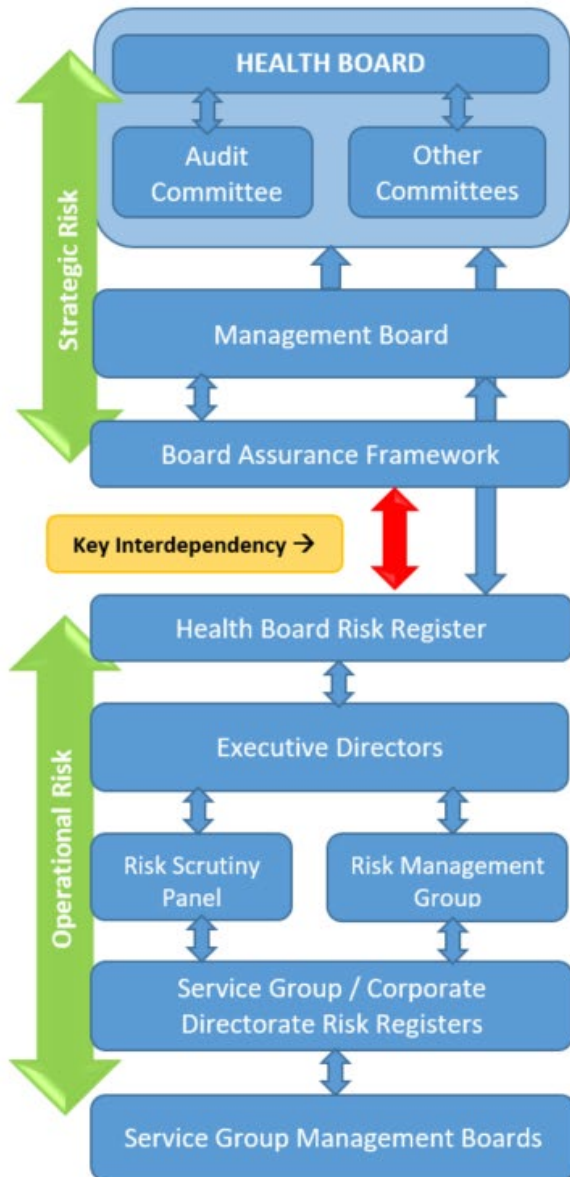 HEALTH BOARD
Audit
Committee
Other
Committees
Strategic Risk
Management Board
Board Assurance Framework
Key Interdependency →
Health Board Risk Register
Executive Directors
Operational Risk
Risk Scrutiny
Panel
Risk Management
Group
Service Group / Corporate
Directorate Risk Registers
Service Group Management Boards